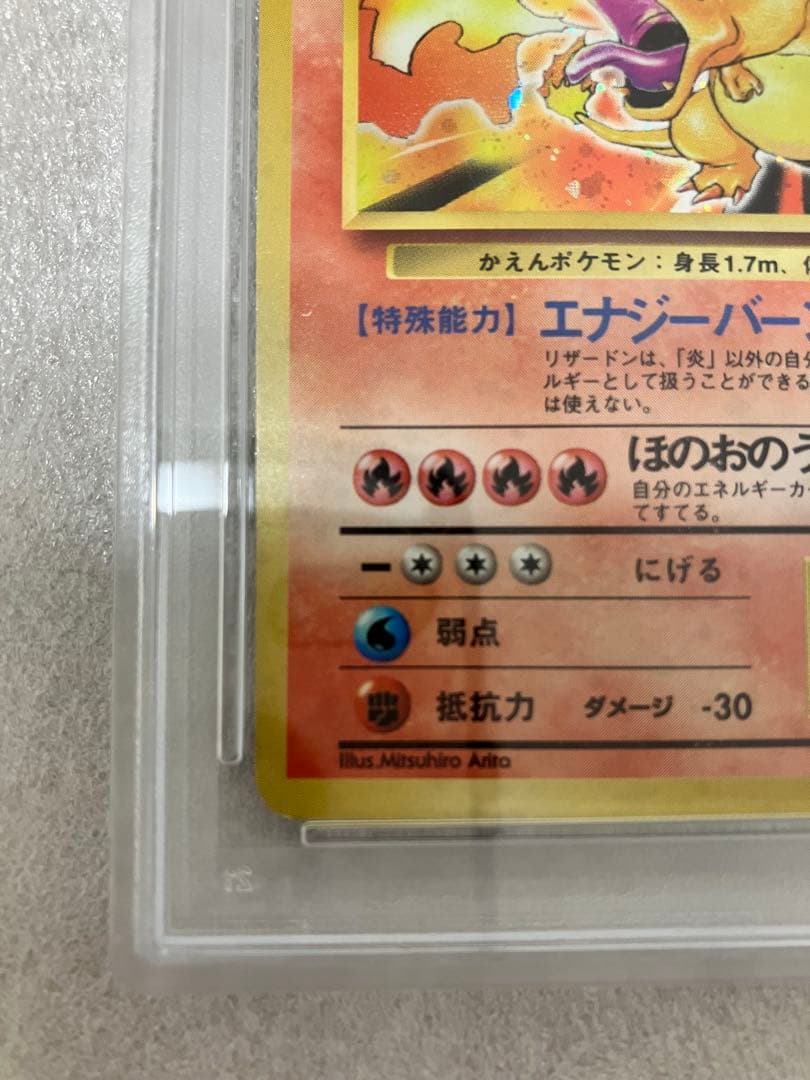 かえんポケモン：身長1.7m、
【特殊能力】 エナジーバー
リザードンは、「炎」以外の自分
ルギーとして扱うことができる
は使えない。
ほのおのう
自分のエネルギーカー
てすてる。
にげる
弱点
抵抗力 ダメージ -30
Illus.Mitsuhiro Arita